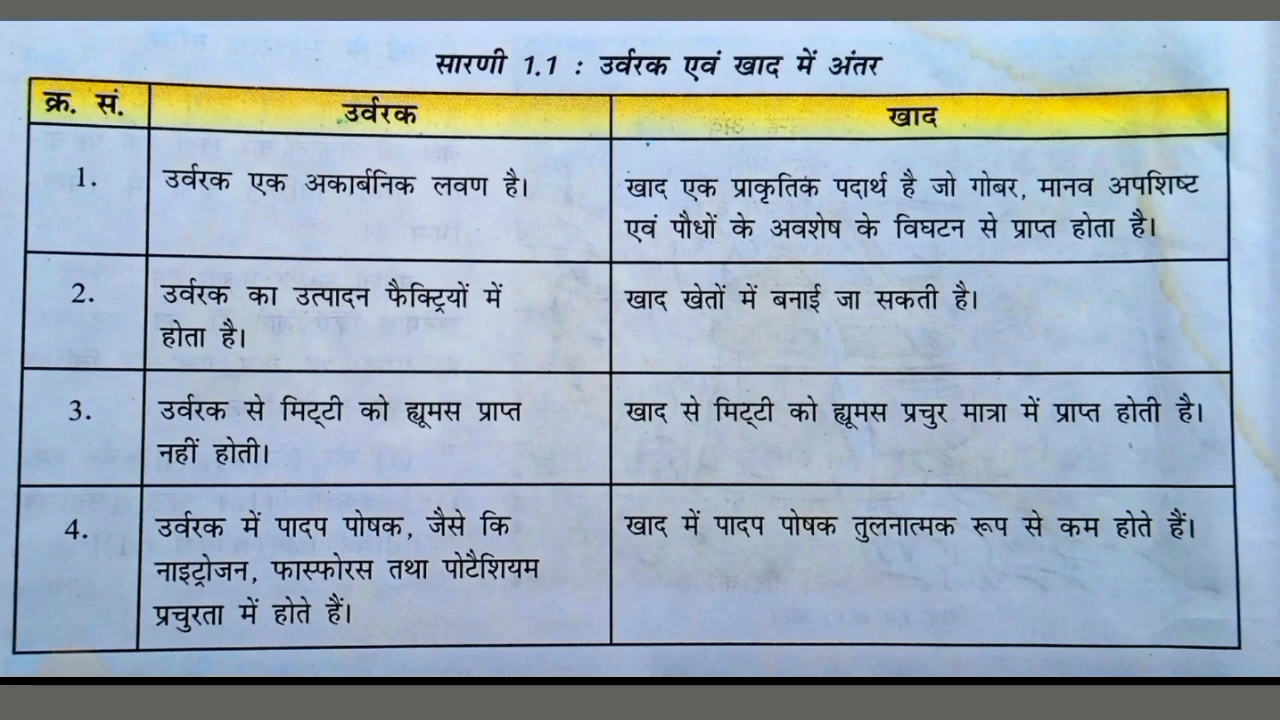 सारणी 1.1 : उर्वरक एवं खाद में अंतर
क्र. सं. उर्वरक खाद
1. उर्वरक एक अकार्बनिक लवण है। खाद एक प्राकृतिक पदार्थ है जो गोबर, मानव अपशिष्ट
एवं पौधों के अवशेष के विघटन से प्राप्त होता है।
2. उर्वरक का उत्पादन फैक्ट्रियों में खाद खेतों में बनाई जा सकती है।
होता है।
3. उर्वरक से मिट्टी को ह्यूमस प्राप्त खाद से मिट्टी को ह्यूमस प्रचुर मात्रा में प्राप्त होती है।
नहीं होती।
4. उर्वरक में पादप पोषक, जैसे कि खाद में पादप पोषक तुलनात्मक रूप से कम होते हैं।
नाइट्रोजन, फास्फोरस तथा पोटैशियम
प्रचुरता में होते हैं।